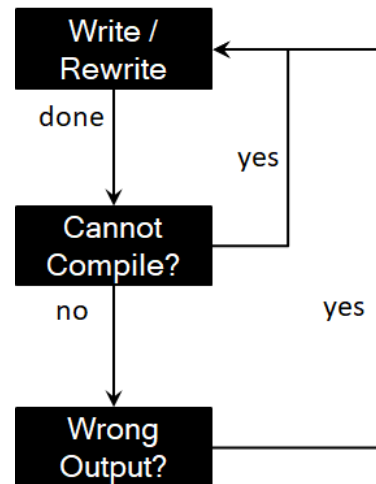 Write /
Rewrite
done
yes
Cannot
Compile?
no
yes
Wrong
Output?